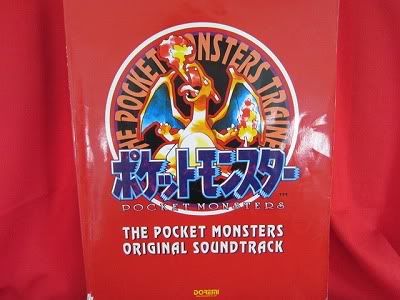 THE POCKET MONSTERS TRAINER
ポケットモンスター
TM
POCKET MONSTERS
THE POCKET MONSTERS
ORIGINAL SOUNDTRACK
DOREMI